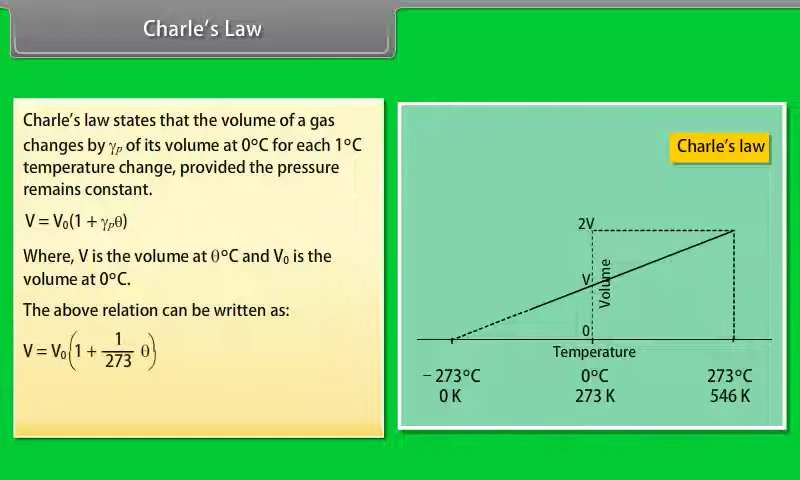 Charle's Law
Charle's law states that the volume of a gas
changes by γp of its volume at 0°C for each 1°C
temperature change, provided the pressure
remains constant.
V = V₀(1 + γpθ)
Where, V is the volume at θ°C and V₀ is the
volume at 0°C.
The above relation can be written as:
V = V₀(1 + 1/273 θ)
Charle's law
2V
V
Volume
0
Temperature
– 273°C 0°C 273°C
0 K 273 K 546 K